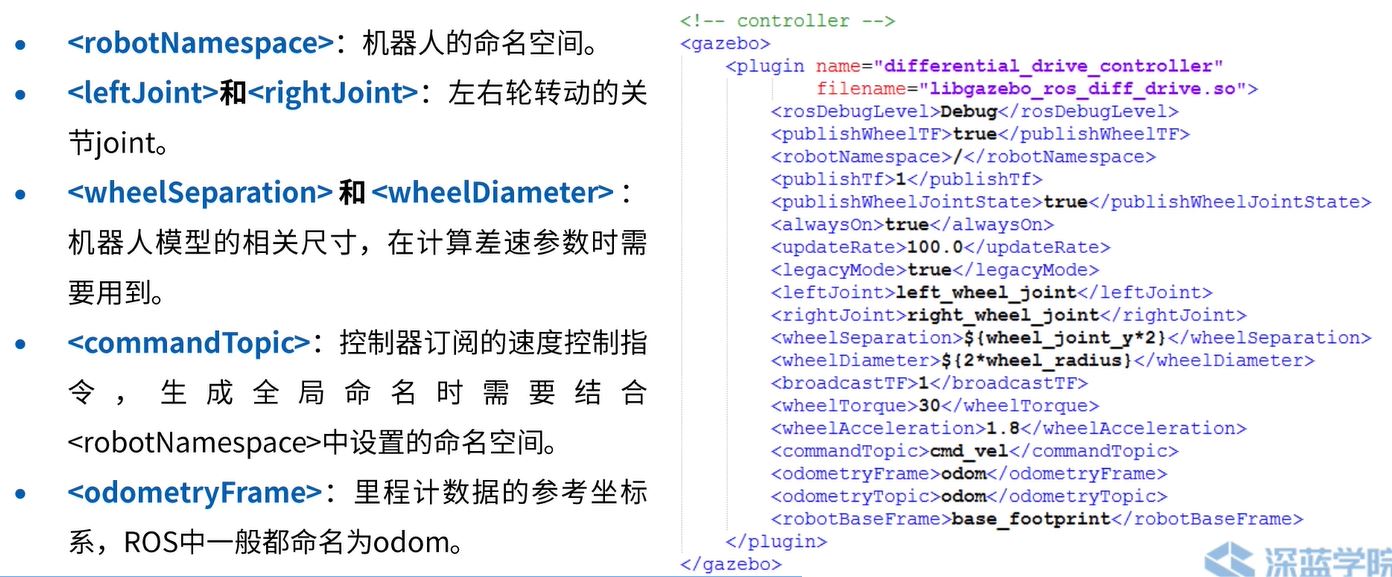 <robotNamespace>：机器人的命名空间。
<leftJoint>和<rightJoint>：左右轮转动的关
节joint。
<wheelSeparation> 和 <wheelDiameter>：
机器人模型的相关尺寸，在计算差速参数时需
要用到。
<commandTopic>：控制器订阅的速度控制指
令，生成全局命名时需要结合
<robotNamespace>中设置的命名空间。
<odometryFrame>：里程计数据的参考坐标
系，ROS中一般都命名为odom。
<!-- controller -->
<gazebo>
<plugin name="differential_drive_controller"
filename="libgazebo_ros_diff_drive.so">
<rosDebugLevel>Debug</rosDebugLevel>
<publishWheelTF>true</publishWheelTF>
<robotNamespace>/</robotNamespace>
<publishTf>1</publishTf>
<publishWheelJointState>true</publishWheelJointState>
<alwaysOn>true</alwaysOn>
<updateRate>100.0</updateRate>
<legacyMode>true</legacyMode>
<leftJoint>left_wheel_joint</leftJoint>
<rightJoint>right_wheel_joint</rightJoint>
<wheelSeparation>${wheel_joint_y*2}</wheelSeparation>
<wheelDiameter>${2*wheel_radius}</wheelDiameter>
<broadcastTF>1</broadcastTF>
<wheelTorque>30</wheelTorque>
<wheelAcceleration>1.8</wheelAcceleration>
<commandTopic>cmd_vel</commandTopic>
<odometryFrame>odom</odometryFrame>
<odometryTopic>odom</odometryTopic>
<robotBaseFrame>base_footprint</robotBaseFrame>
</plugin>
</gazebo>
深蓝学院